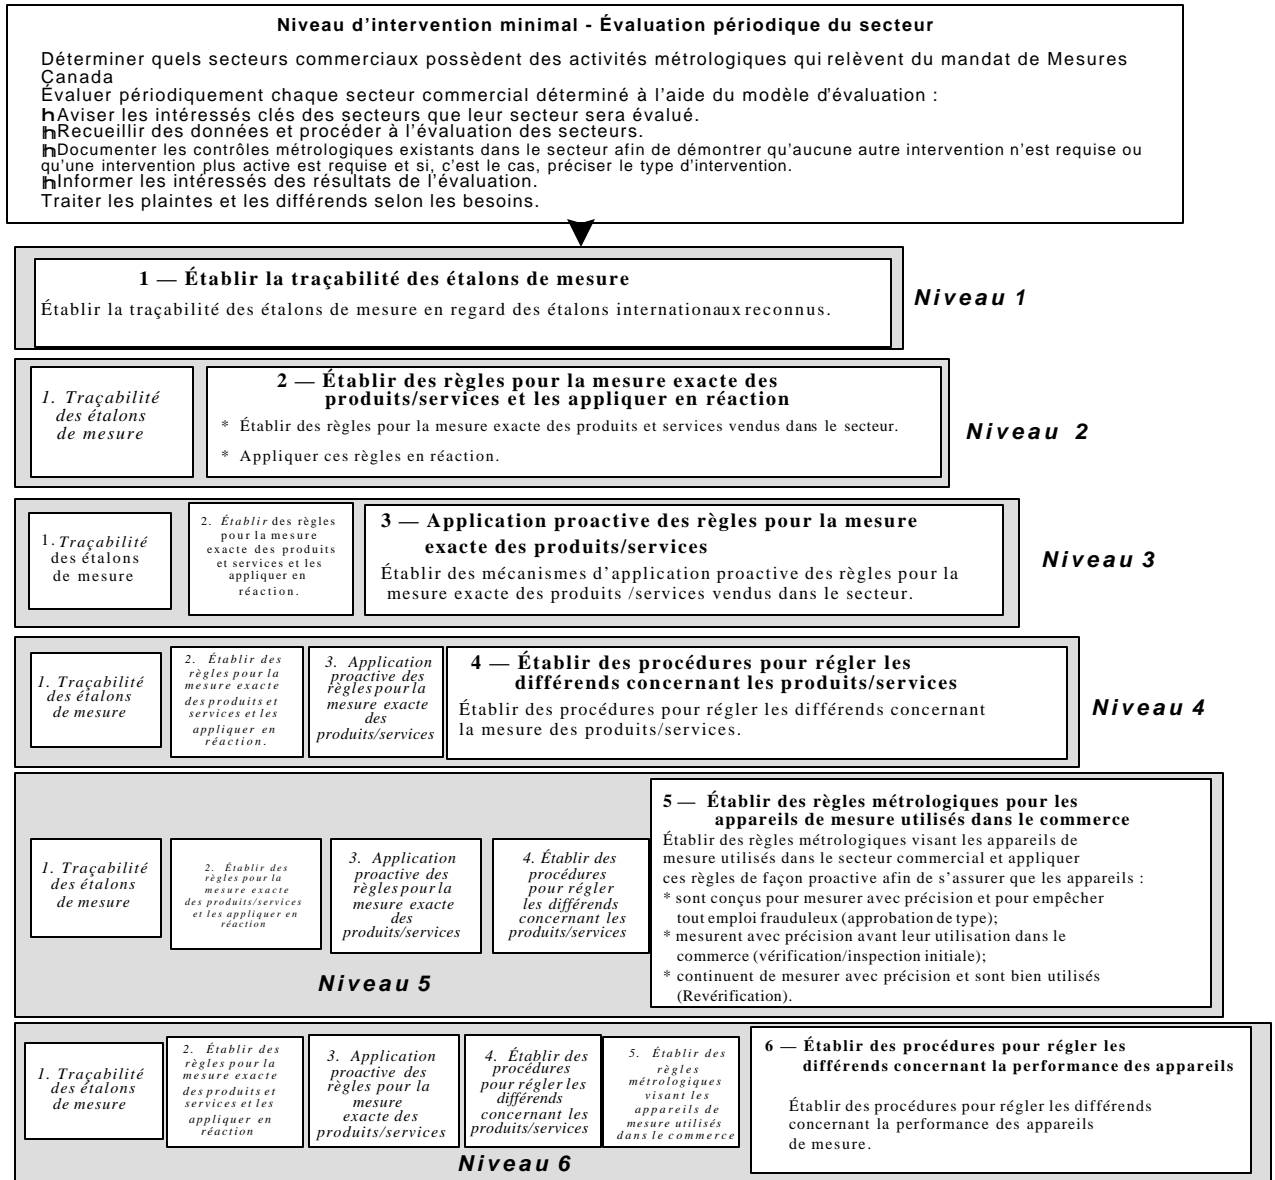 Niveau d'intervention minimal - Évaluation périodique du secteur
Déterminer quels secteurs commerciaux possèdent des activités métrologiques qui relèvent du mandat de Mesures
Canada
Évaluer périodiquement chaque secteur commercial déterminé à l'aide du modèle d'évaluation :
hAviser les intéressés clés des secteurs que leur secteur sera évalué.
hRecueillir des données et procéder à l'évaluation des secteurs.
hDocumenter les contrôles métrologiques existants dans le secteur afin de démontrer qu'aucune autre intervention n'est requise ou
qu'une intervention plus active est requise et si, c'est le cas, préciser le type d'intervention.
hInformer les intéressés des résultats de l'évaluation.
Traiter les plaintes et les différends selon les besoins.
1 — Établir la traçabilité des étalons de mesure
Établir la traçabilité des étalons de mesure en regard des étalons internationaux reconnus.
Niveau 1
1. Traçabilité
des étalons
de mesure
2 — Établir des règles pour la mesure exacte des
produits/services et les appliquer en réaction
* Établir des règles pour la mesure exacte des produits et services vendus dans le secteur.
* Appliquer ces règles en réaction.
Niveau 2
1. Traçabilité
des étalons
de mesure
2. Établir des règles
pour la mesure
exacte des produits
et services et les
appliquer en
réaction.
3 — Application proactive des règles pour la mesure
exacte des produits/services
Établir des mécanismes d'application proactive des règles pour la
mesure exacte des produits /services vendus dans le secteur.
Niveau 3
1. Traçabilité
des étalons
de mesure
2. Établir des
règles pour la
mesure exacte
des produits et
services et les
appliquer en
réaction.
3. Application
proactive des
règles pour la
mesure exacte
des
produits/services
4 — Établir des procédures pour régler les
différends concernant les produits/services
Établir des procédures pour régler les différends concernant
la mesure des produits/services.
Niveau 4
1. Traçabilité
des étalons
de mesure
2. Établir des
règles pour la
mesure exacte
des produits/services
et les appliquer en
réaction
3. Application
proactive des
règles pour la
mesure exacte
des
produits/services
4. Établir des
procédures
pour régler
les différends
concernant les
produits/services
5 — Établir des règles métrologiques pour les
appareils de mesure utilisés dans le commerce
Établir des règles métrologiques visant les appareils de
mesure utilisés dans le secteur commercial et appliquer
ces règles de façon proactive afin de s'assurer que les appareils :
* sont conçus pour mesurer avec précision et pour empêcher
tout emploi frauduleux (approbation de type);
* mesurent avec précision avant leur utilisation dans le
commerce (vérification/inspection initiale);
* continuent de mesurer avec précision et sont bien utilisés
(Revérification).
Niveau 5
1. Traçabilité
des étalons
de mesure
2. Établir des
règles pour la
mesure exacte
des produits et
services et les
appliquer en
réaction
3. Application
proactive des
règles pour la
mesure
exacte des
produits/services
4. Établir des
procédures
pour régler les
différends
concernant les
produits/services
5. Établir des
règles
métrologiques
visant les
appareils de
mesure utilisés
dans le commerce
6 — Établir des procédures pour régler les
différends concernant la performance des appareils
Établir des procédures pour régler les différends
concernant la performance des appareils
de mesure.
Niveau 6